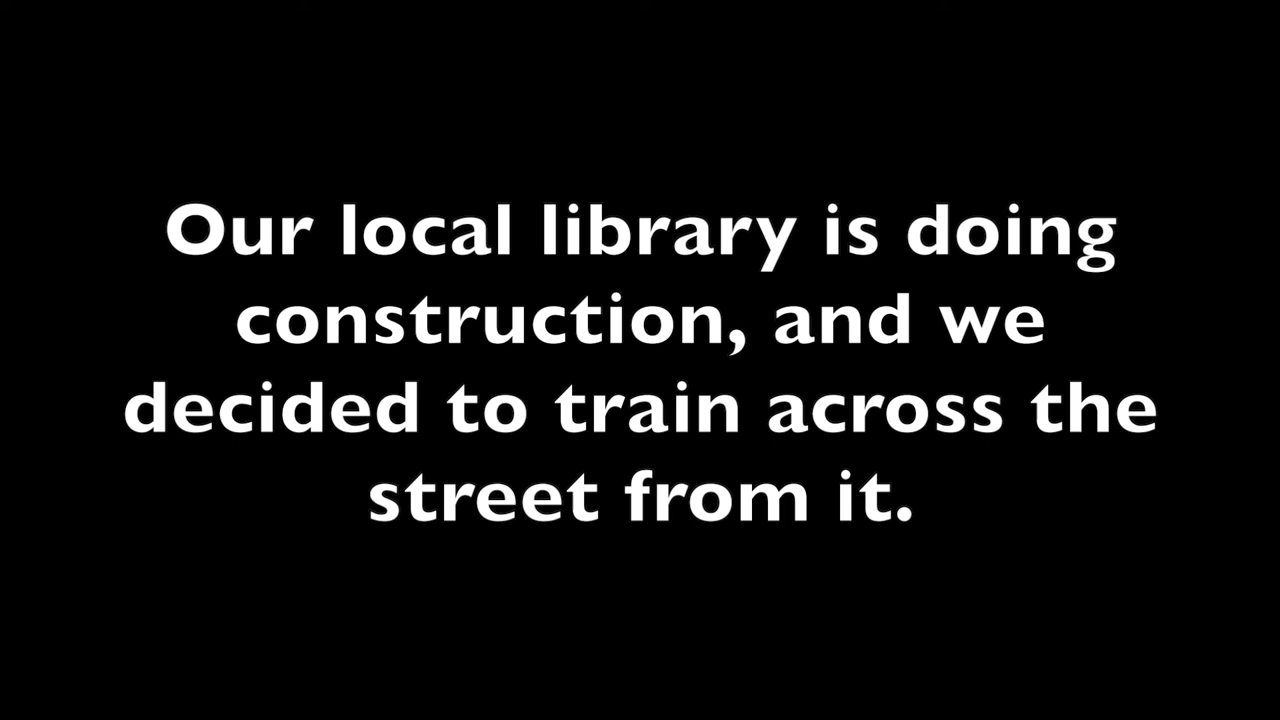 Our local library is doing
construction, and we
decided to train across the
street from it.